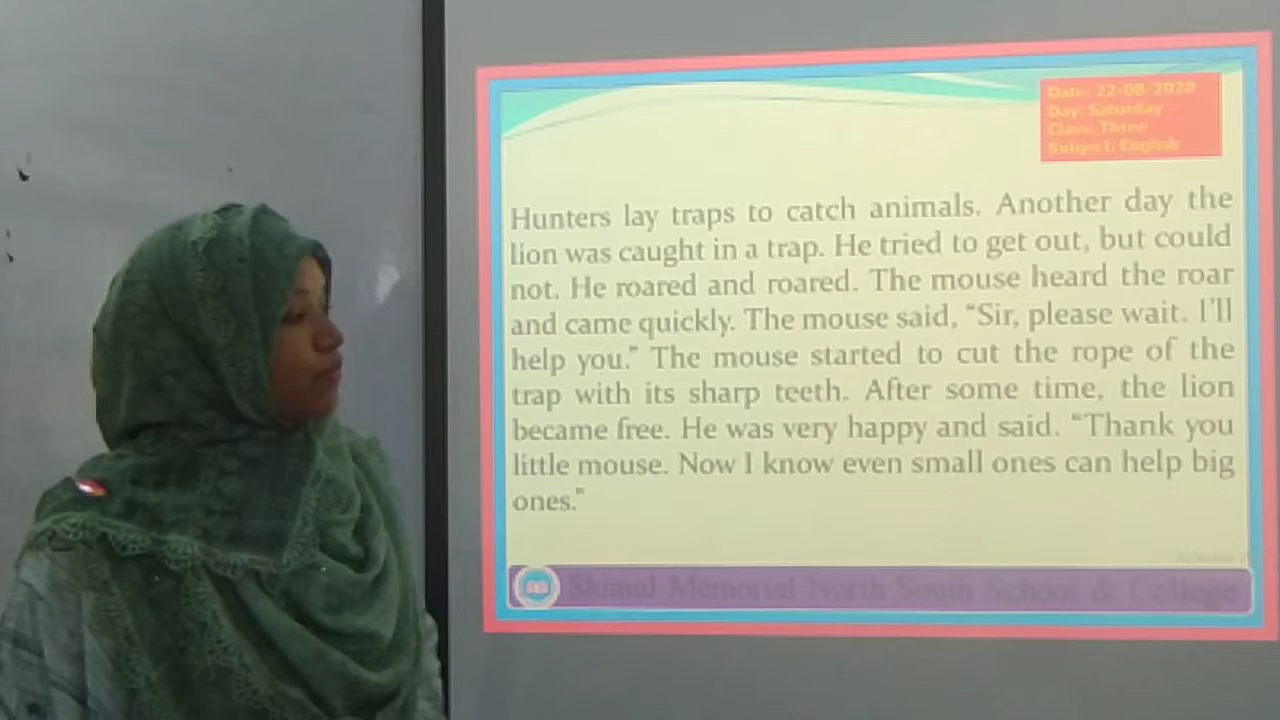 Date: 22-08-2020
Day: Saturday
Class: Three
Subject: English
Hunters lay traps to catch animals. Another day the
lion was caught in a trap. He tried to get out, but could
not. He roared and roared. The mouse heard the roar
and came quickly. The mouse said, “Sir, please wait. I'll
help you.” The mouse started to cut the rope of the
trap with its sharp teeth. After some time, the lion
became free. He was very happy and said. “Thank you
little mouse. Now I know even small ones can help big
ones.”
Shimul Memorial North South School & College